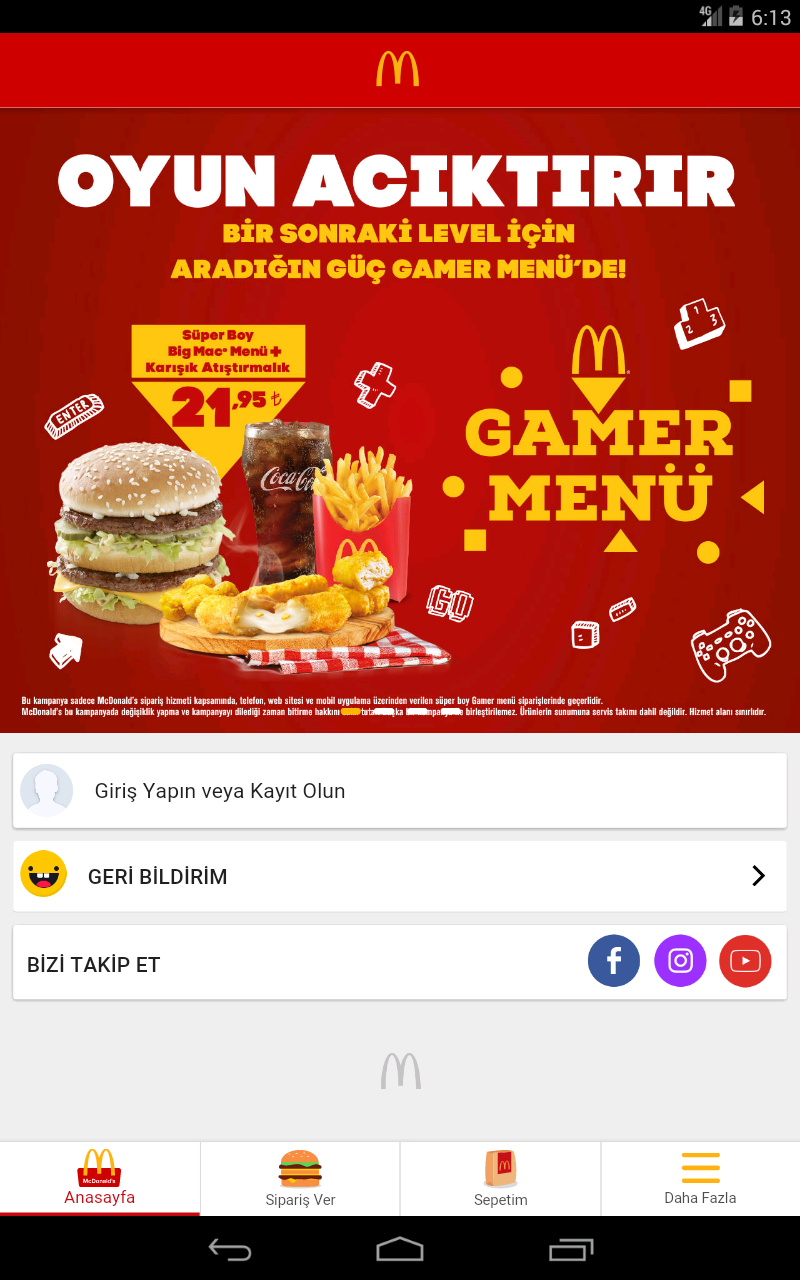 4G 6:13
OYUN ACIKTIRIR
BİR SONRAKİ LEVEL İÇİN
ARADIĞIN GÜÇ GAMER MENÜ'DE!
Süper Boy
Big Mac® Menü +
Karışık Atıştırmalık
21,95 ₺
1
2
3
ENTER
Coca-Co
GAMER
MENÜ
GO
Bu kampanya sadece McDonald's sipariş hizmeti kapsamında, telefon, web sitesi ve mobil uygulama üzerinden verilen süper boy Gamer menü siparişlerinde geçerlidir.
McDonald's bu kampanyada değişiklik yapma ve kampanyayı dilediği zaman bitirme hakkını birleştirilemez. Ürünlerin sunumuna servis takımı dahil değildir. Hizmet alanı sınırlıdır.
Giriş Yapın veya Kayıt Olun
GERİ BİLDİRİM
BİZİ TAKİP ET
McDonald's
Anasayfa
Sipariş Ver
Sepetim
Daha Fazla